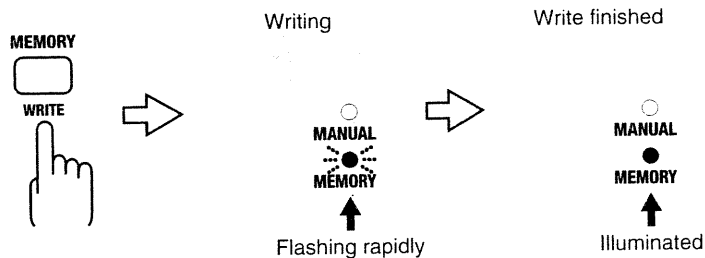 MEMORY
WRITE
Writing
MANUAL
MEMORY
Flashing rapidly
Write finished
MANUAL
MEMORY
Illuminated